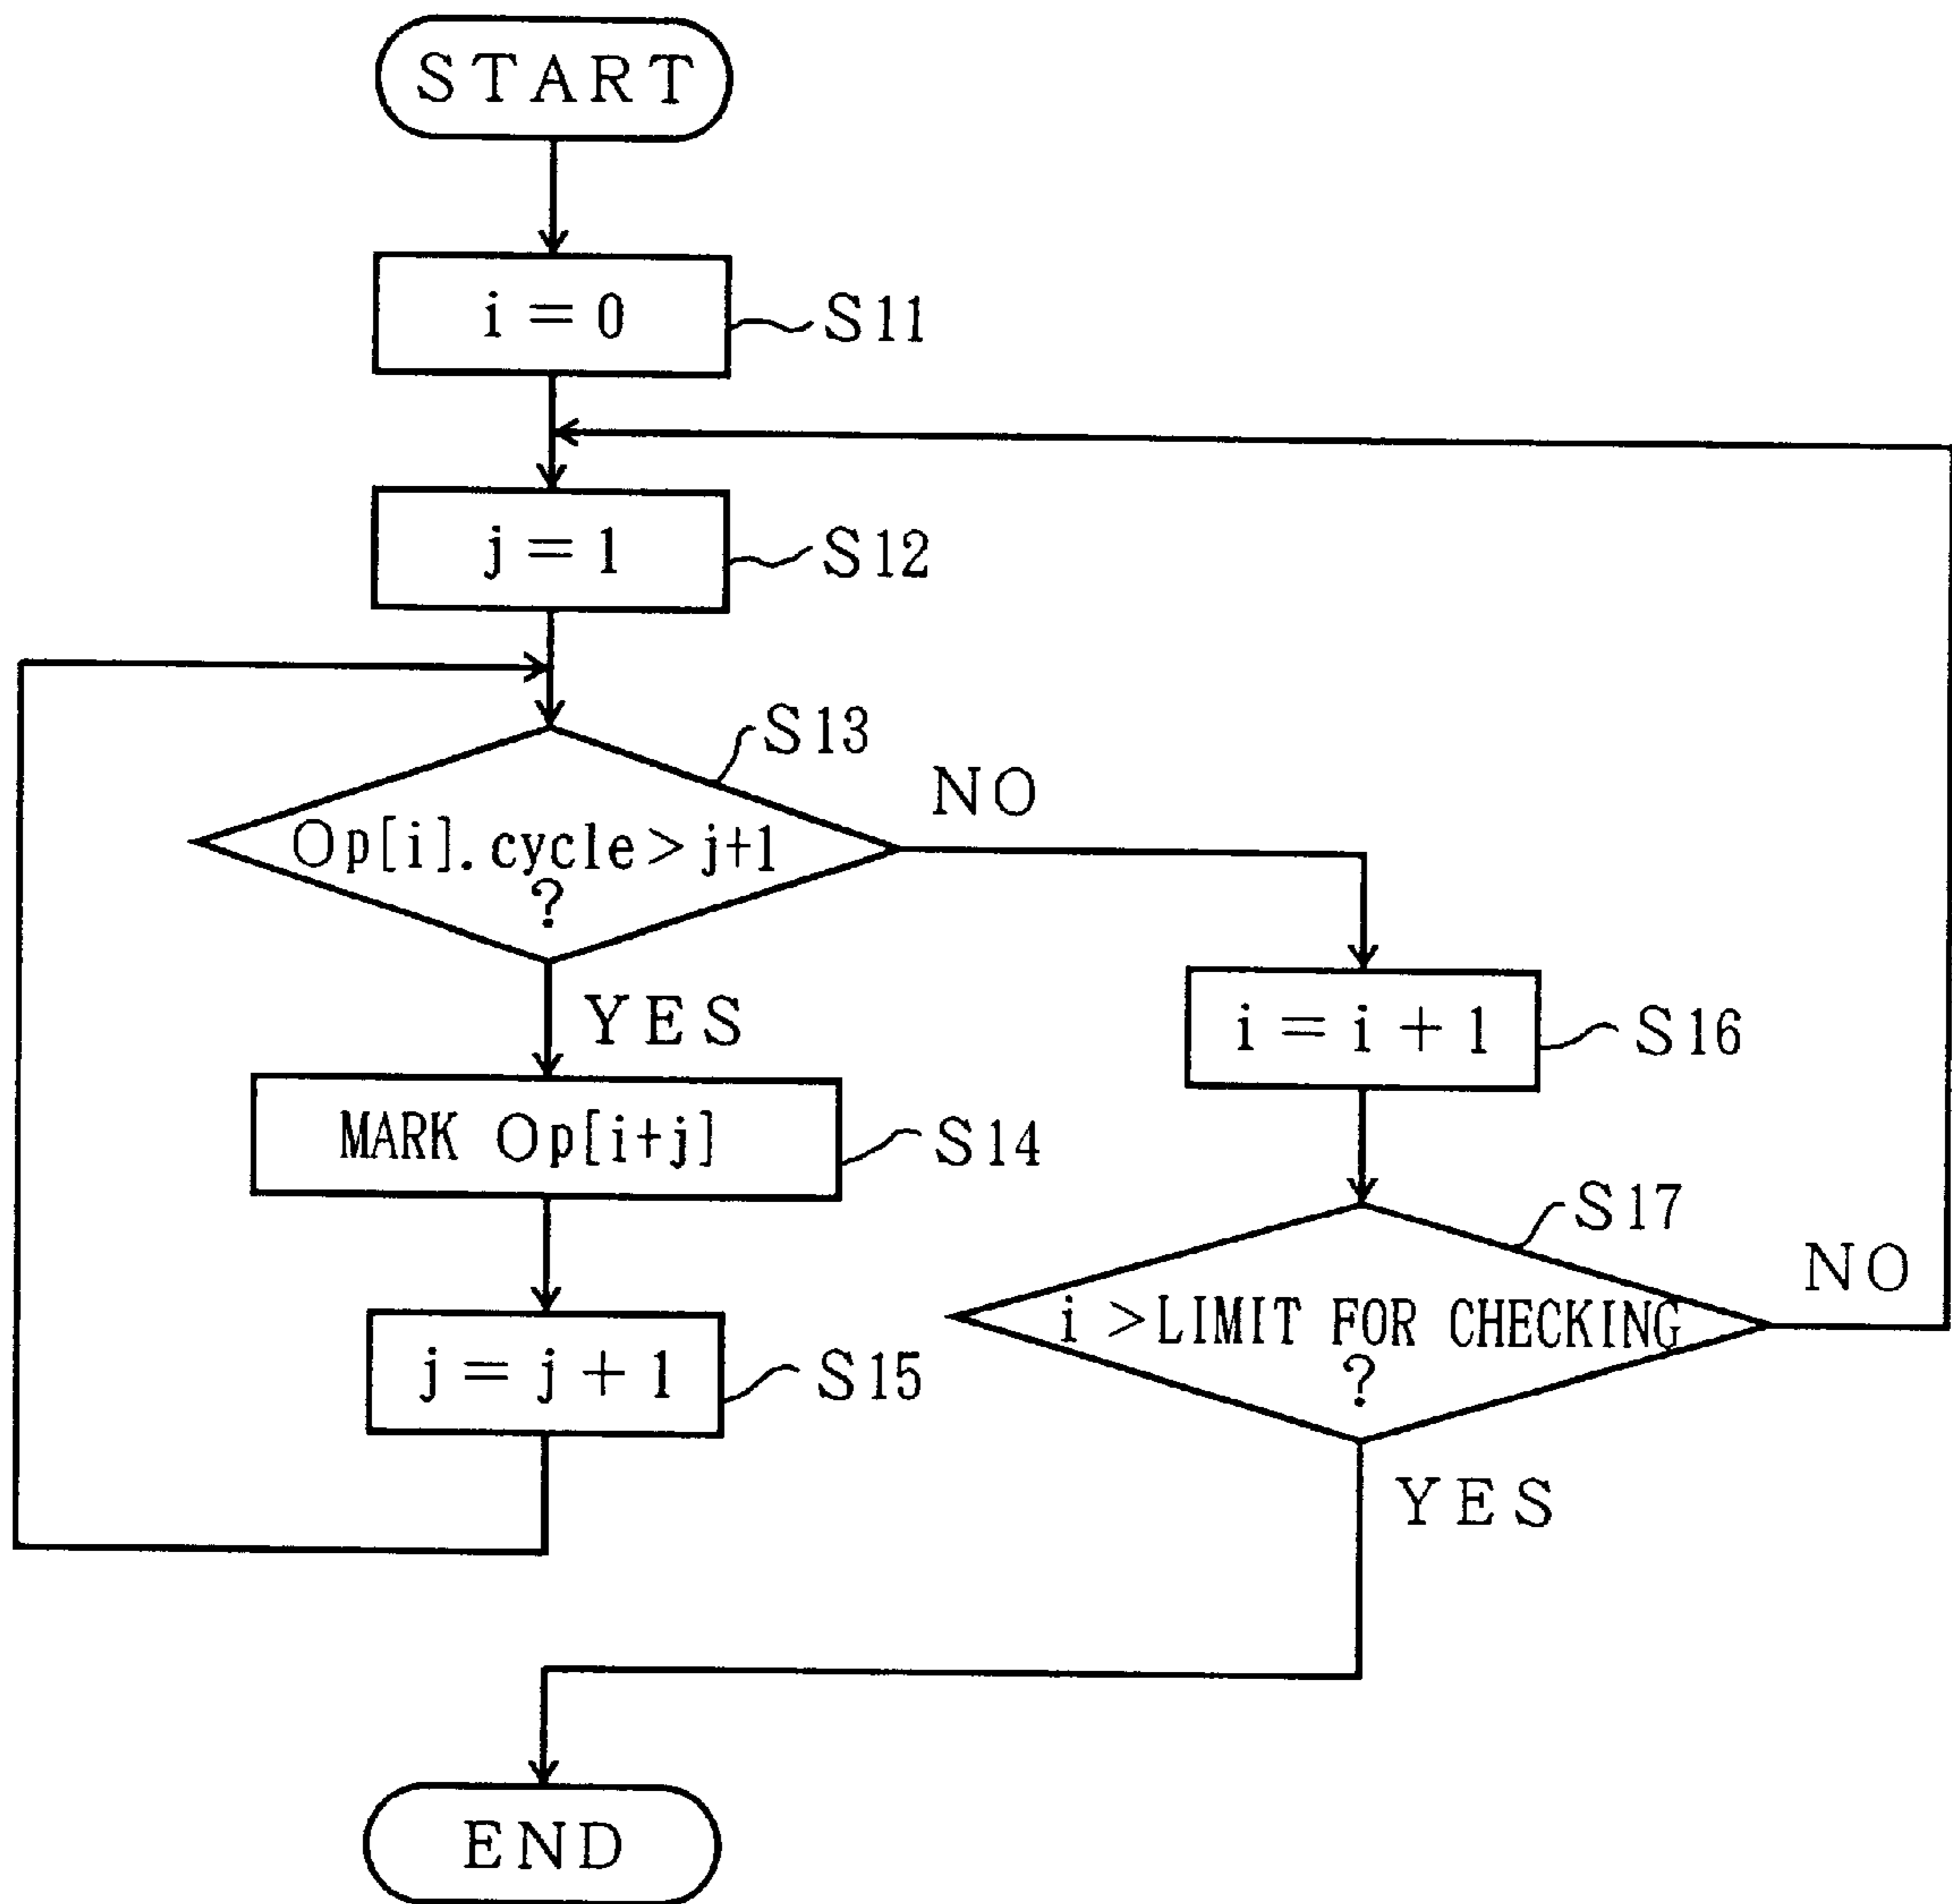 START
i = 0
S11
j = 1
S12
S13
Op[i].cycle > j+1
?
NO
YES
MARK Op[i+j]
S14
j = j + 1
S15
i = i + 1
S16
S17
i > LIMIT FOR CHECKING
?
NO
YES
END